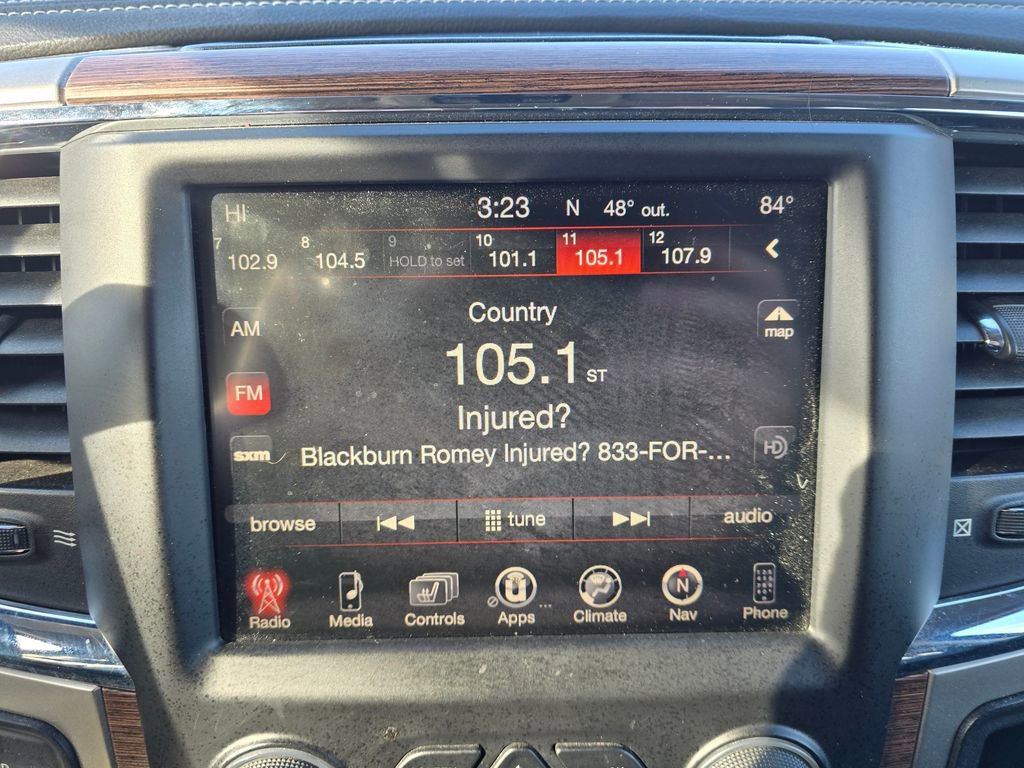 HI 3:23 N 48° out. 84°
7 8 9 10 11 12
102.9 104.5 HOLD to set 101.1 105.1 107.9
Country
map
AM
105.1 ST
FM
Injured?
sxm Blackburn Romey Injured? 833-FOR-... HD
browse tune audio
Radio Media Controls Apps ... Climate N Nav Phone